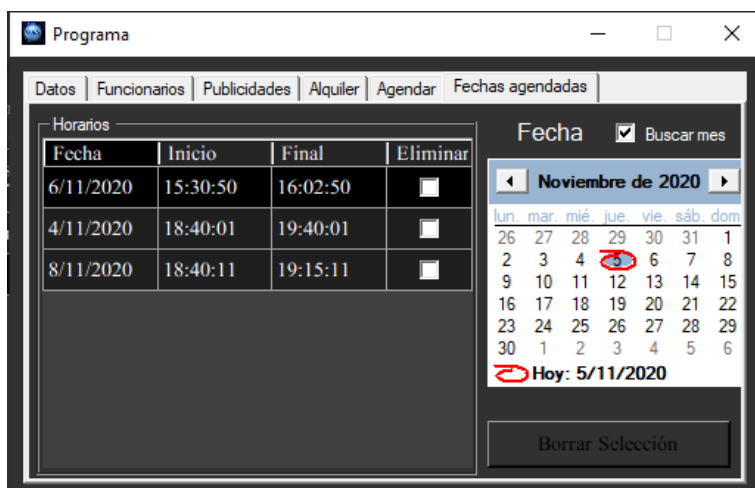 Programa
Datos Funcionarios Publicidades Alquiler Agendar Fechas agendadas
Horarios
Fecha Inicio Final Eliminar
6/11/2020 15:30:50 16:02:50
4/11/2020 18:40:01 19:40:01
8/11/2020 18:40:11 19:15:11
Fecha Buscar mes
Noviembre de 2020
lun. mar. mié. jue. vie. sáb. dom
26 27 28 29 30 31 1
2 3 4 5 6 7 8
9 10 11 12 13 14 15
16 17 18 19 20 21 22
23 24 25 26 27 28 29
30 1 2 3 4 5 6
Hoy: 5/11/2020
Borrar Selección